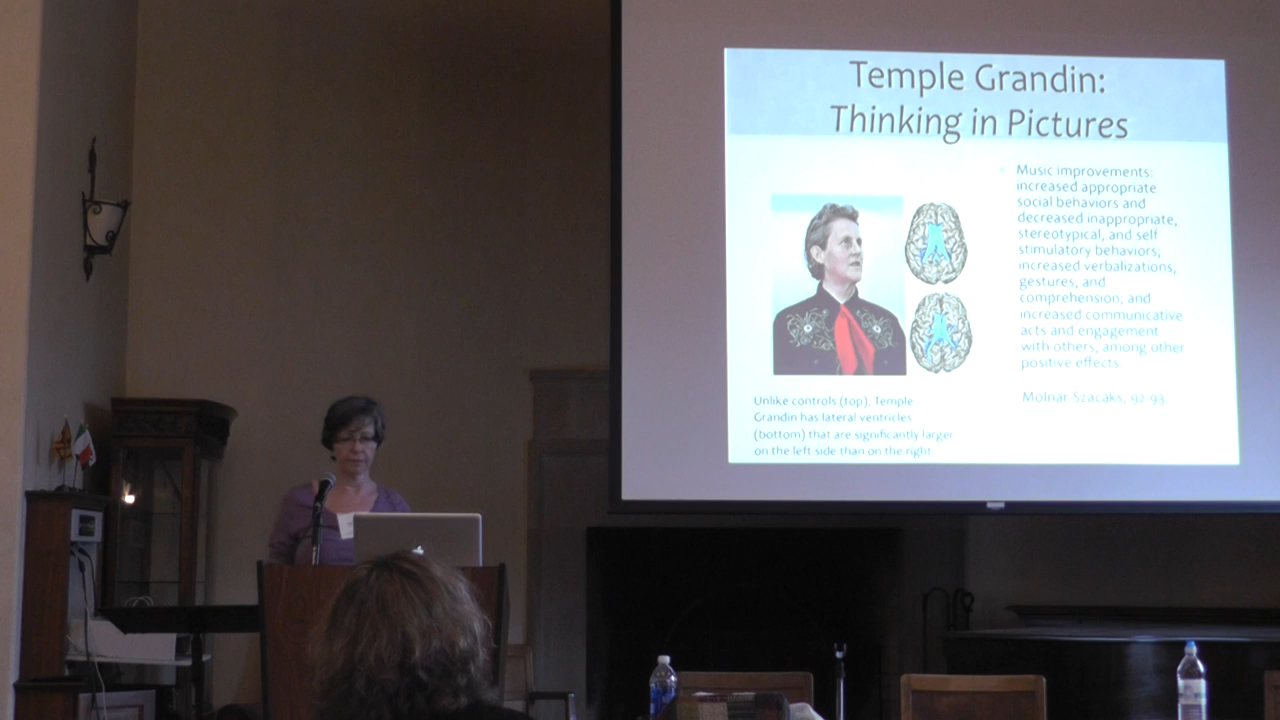 Temple Grandin:
Thinking in Pictures
Music improvements:
increased appropriate
social behaviors and
decreased inappropriate,
stereotypical, and self
stimulatory behaviors;
increased verbalizations,
gestures, and
comprehension; and
increased communicative
acts and engagement
with others, among other
positive effects.
Molnar Szacaks, 92-93.
Unlike controls (top), Temple
Grandin has lateral ventricles
(bottom) that are significantly larger
on the left side than on the right.